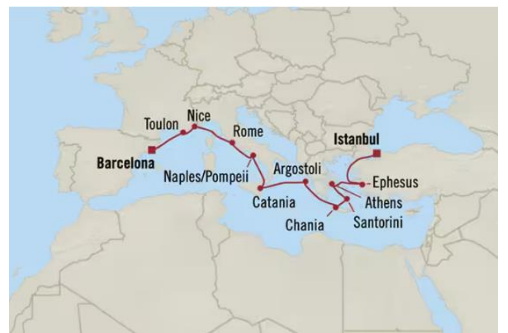 Toulon
Nice
Rome
Barcelona
Naples/Pompeii
Catania
Argostoli
Chania
Istanbul
Ephesus
Athens
Santorini